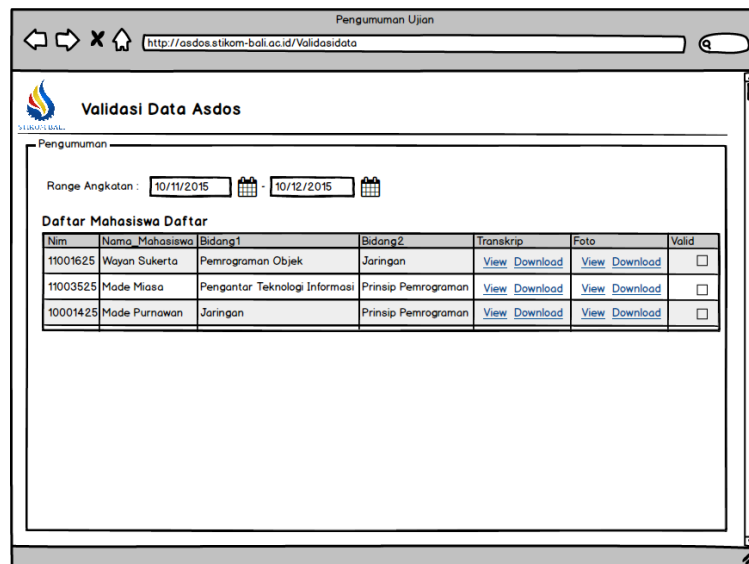 Pengumuman Ujian
http://asdos.stikom-bali.ac.id/Validasidata
STIKOM BALI
Validasi Data Asdos
Pengumuman
Range Angkatan : 10/11/2015 - 10/12/2015
Daftar Mahasiswa Daftar
Nim Nama_Mahasiswa Bidang1 Bidang2 Transkrip Foto Valid
11001625 Wayan Sukerta Pemrograman Objek Jaringan View Download View Download
11003525 Made Miasa Pengantar Teknologi Informasi Prinsip Pemrograman View Download View Download
10001425 Made Purnawan Jaringan Prinsip Pemrograman View Download View Download